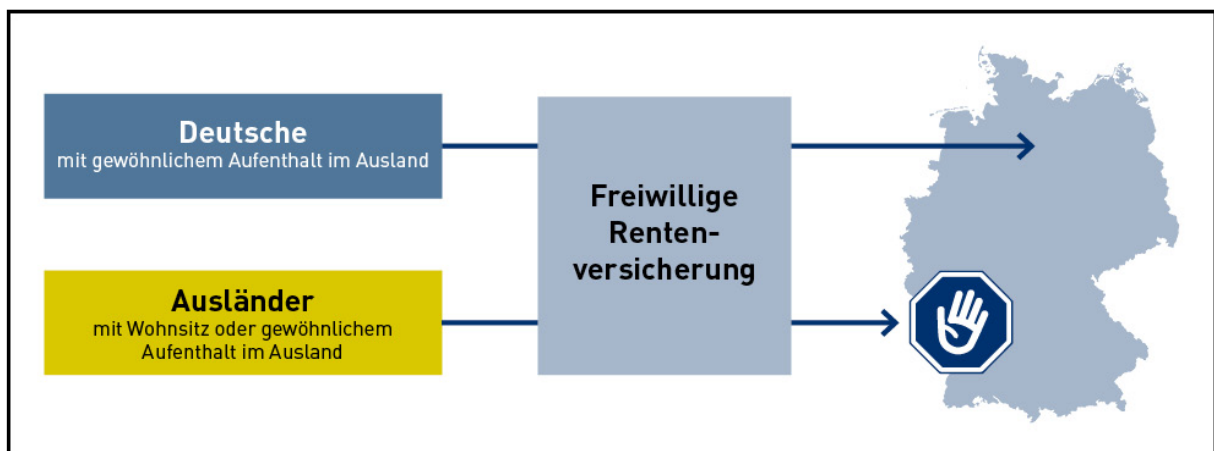 Deutsche
mit gewöhnlichem Aufenthalt im Ausland
Freiwillige
Renten-
versicherung
Ausländer
mit Wohnsitz oder gewöhnlichem
Aufenthalt im Ausland